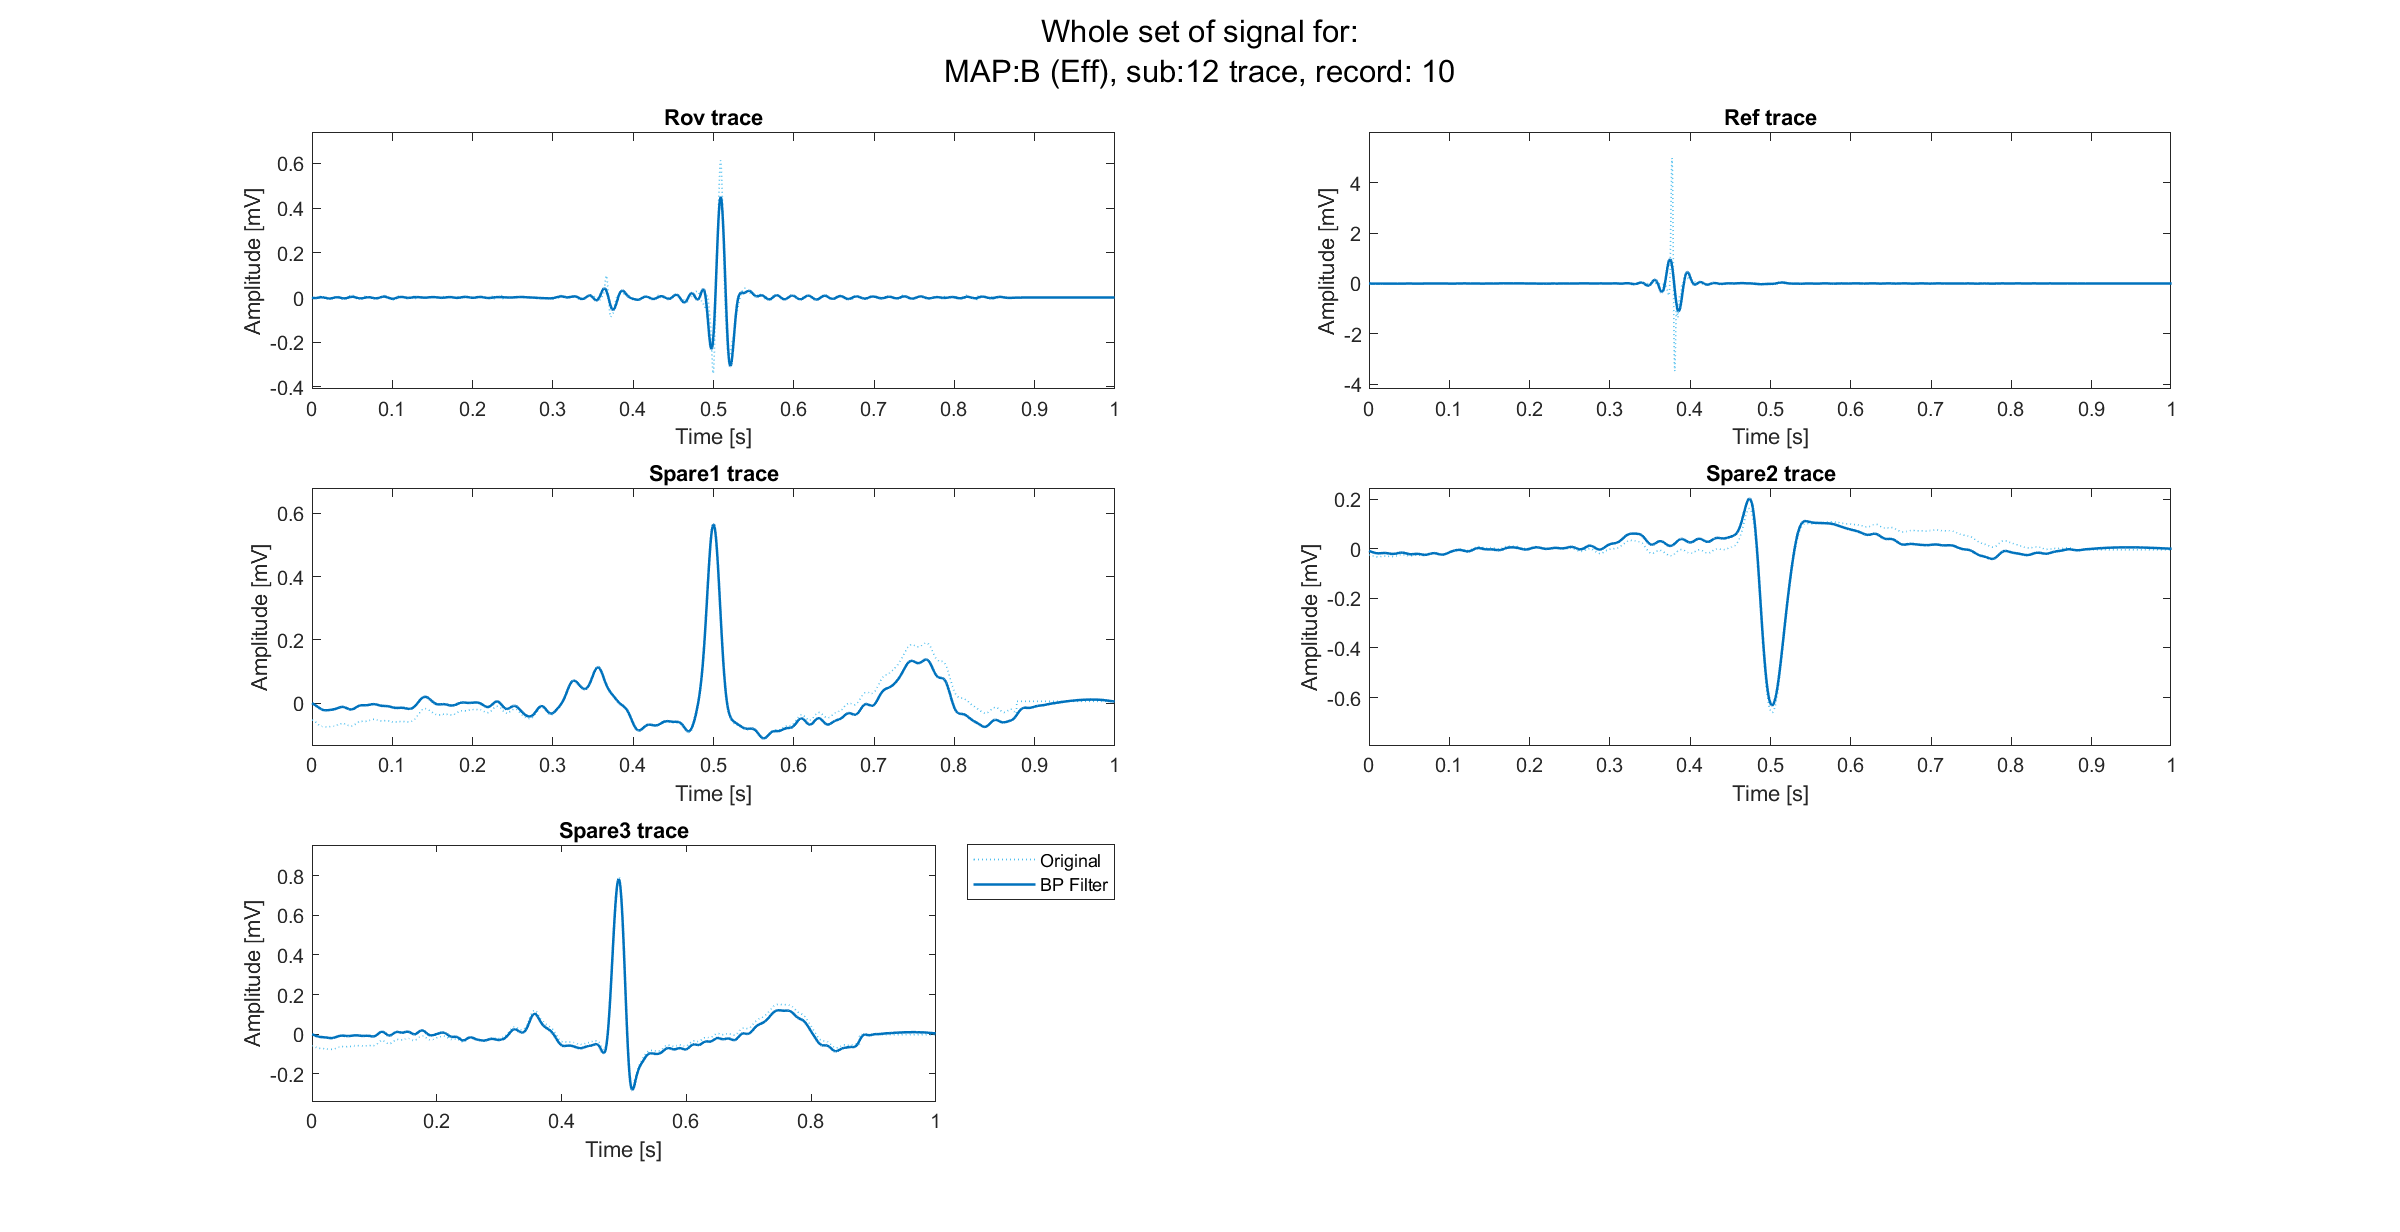 Whole set of signal for:
MAP:B (Eff), sub:12 trace, record: 10
Rov trace
Amplitude [mV]
0.6
0.4
0.2
0
-0.2
-0.4
0 0.1 0.2 0.3 0.4 0.5 0.6 0.7 0.8 0.9 1
Time [s]
Ref trace
Amplitude [mV]
4
2
0
-2
-4
0 0.1 0.2 0.3 0.4 0.5 0.6 0.7 0.8 0.9 1
Time [s]
Spare1 trace
Amplitude [mV]
0.6
0.4
0.2
0
0 0.1 0.2 0.3 0.4 0.5 0.6 0.7 0.8 0.9 1
Time [s]
Spare2 trace
Amplitude [mV]
0.2
0
-0.2
-0.4
-0.6
0 0.1 0.2 0.3 0.4 0.5 0.6 0.7 0.8 0.9 1
Time [s]
Spare3 trace
Amplitude [mV]
0.8
0.6
0.4
0.2
0
-0.2
0 0.2 0.4 0.6 0.8 1
Time [s]
Original
BP Filter